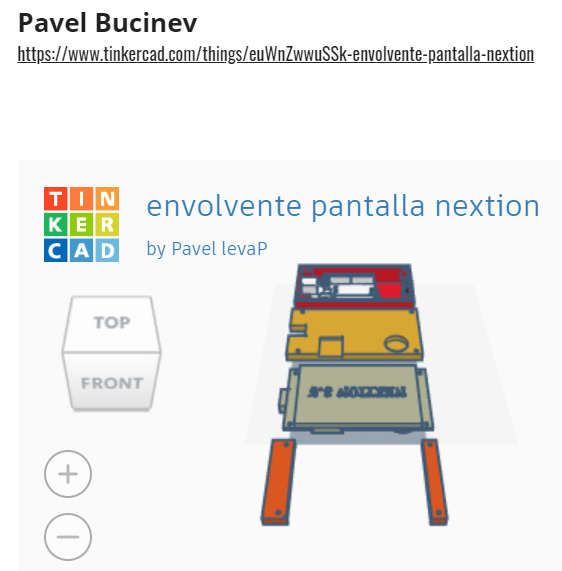 Pavel Bucinev
https://www.tinkercad.com/things/euWnZwwuSSk-envolvente-pantalla-nextion
TIN
KER
CAD
envolvente pantalla nextion
by Pavel levaP
TOP
FRONT